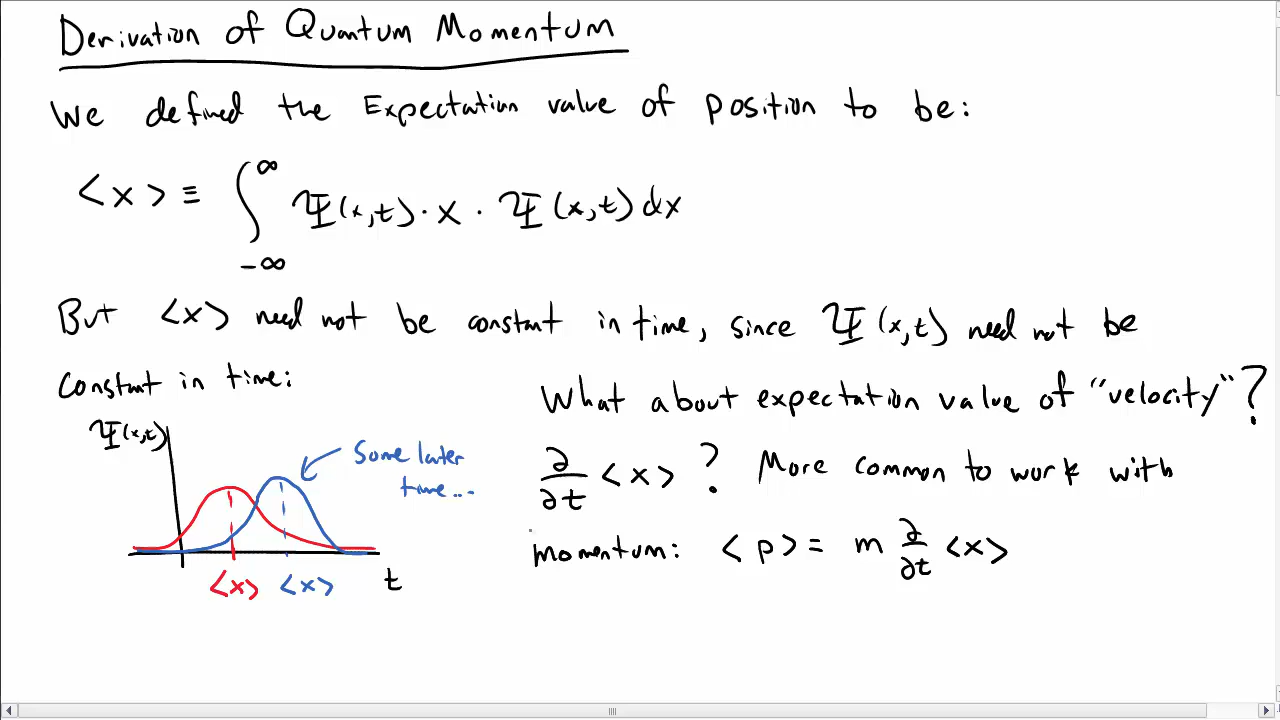 Derivation of Quantum Momentum
We defined the Expectation value of position to be:
<x> ≡ ∫_{-∞}^{∞} Ψ(x,t) · x · Ψ(x,t) dx
But <x> need not be constant in time, since Ψ(x,t) need not be
constant in time:
Ψ(x,t)
Some later
time...
<x> <x> t
What about expectation value of "velocity"?
∂/∂t <x> ? More common to work with
momentum: <p> = m ∂/∂t <x>